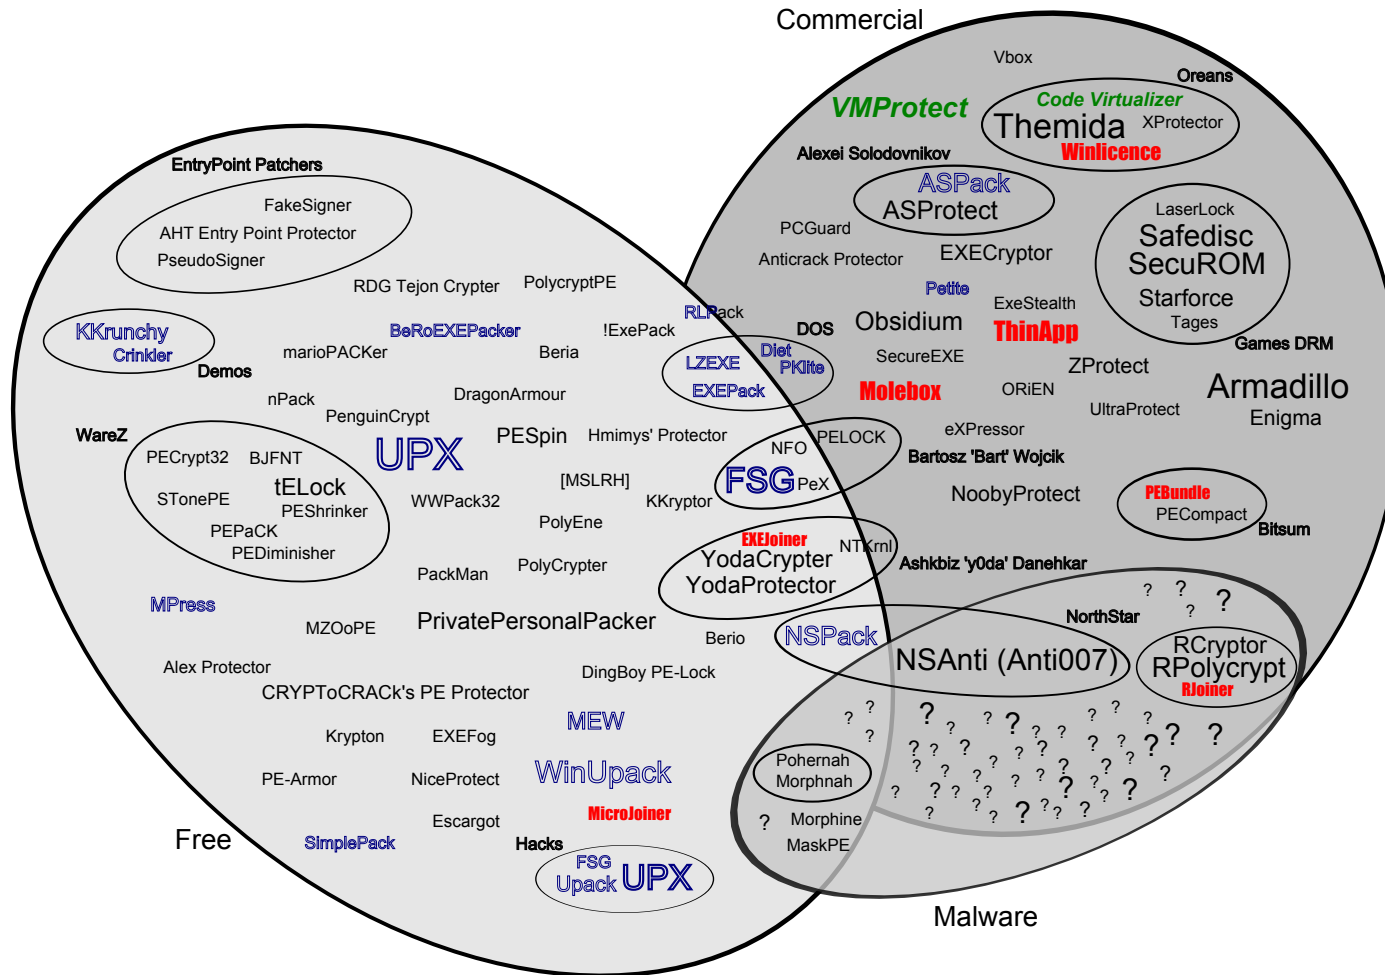 Commercial
Vbox
Oreans
VMProtect
Code Virtualizer
Themida
XProtector
Winlicence
Alexei Solodovnikov
ASPack
ASProtect
PCGuard
Anticrack Protector
EXECryptor
LaserLock
Safedisc
SecuROM
Starforce
Tages
Games DRM
Petite
ExeStealth
Obsidium
ThinApp
SecureEXE
ZProtect
Molebox
ORiEN
UltraProtect
Armadillo
Enigma
eXPressor
Bartosz 'Bart' Wojcik
NoobyProtect
PEBundle
PECompact
Bitsum
EntryPoint Patchers
FakeSigner
AHT Entry Point Protector
PseudoSigner
RDG Tejon Crypter
PolycryptPE
RLPack
KKrunchy
Crinkler
Demos
BeRoEXEPacker
!ExePack
marioPACKer
Beria
DOS
LZEXE
Diet
PKlite
EXEPack
nPack
DragonArmour
PenguinCrypt
WareZ
PECrypt32
BJFNT
tELock
STonePE
PEShrinker
PEPaCK
PEDiminisher
UPX
PESpin
Hmimys' Protector
NFO
PELOCK
FSG
PeX
[MSLRH]
WWPack32
KKryptor
PolyEne
EXEJoiner
NTKrnl
YodaCrypter
YodaProtector
Ashkbiz 'y0da' Danehkar
PackMan
PolyCrypter
MPress
MZOoPE
PrivatePersonalPacker
Berio
NSPack
NorthStar
NSAnti (Anti007)
? ? ? ?
RCryptor
RPolycrypt
RJoiner
Alex Protector
DingBoy PE-Lock
CRYPToCRACk's PE Protector
MEW
Krypton
EXEFog
WinUpack
PE-Armor
NiceProtect
MicroJoiner
Escargot
SimplePack
Hacks
FSG
Upack
UPX
Free
? ? ? ? ? ? ? ? ? ?
? ? ? ? ? ? ? ? ? ?
? ? ? ? ? ? ? ? ? ?
? ? ? ? ? ? ? ? ? ?
Pohernah
Morphnah
?
Morphine
MaskPE
Malware